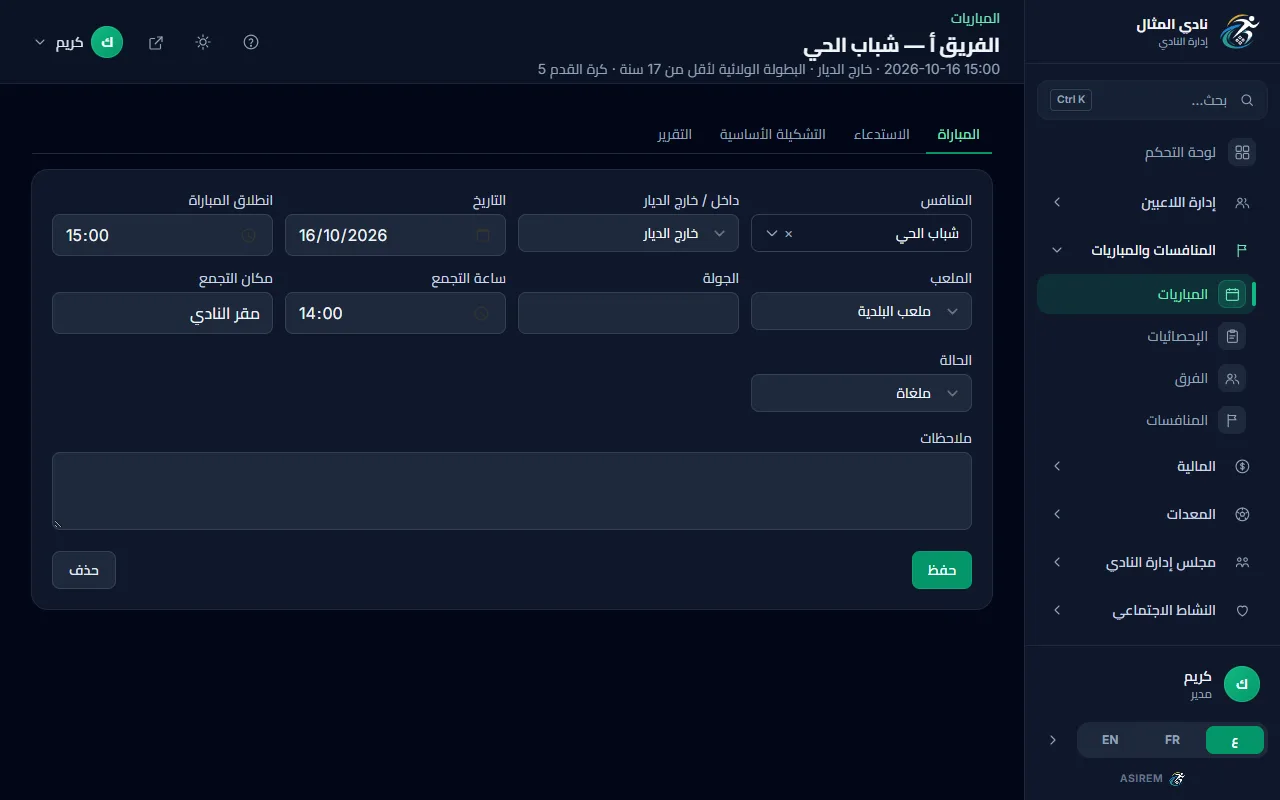 نادي المثال
إدارة النادي
بحث...
Ctrl K
لوحة التحكم
إدارة اللاعبين
المنافسات والمباريات
المباريات
الإحصائيات
الفرق
المنافسات
المالية
المعدات
مجلس إدارة النادي
النشاط الاجتماعي
ك
كريم
مدير
ع
FR
EN
ASIREM
المباريات
الفريق أ — شباب الحي
15:00 16-10-2026 · خارج الديار · البطولة الولائية لأقل من 17 سنة · كرة القدم 5
ك
كريم
المباراة
الاستدعاء
التشكيلة الأساسية
التقرير
المنافس
داخل / خارج الديار
التاريخ
انطلاق المباراة
شباب الحي ×
خارج الديار
16/10/2026
15:00
الملعب
الجولة
ساعة التجمع
مكان التجمع
ملعب البلدية
14:00
مقر النادي
الحالة
ملغاة
ملاحظات
حفظ
حذف